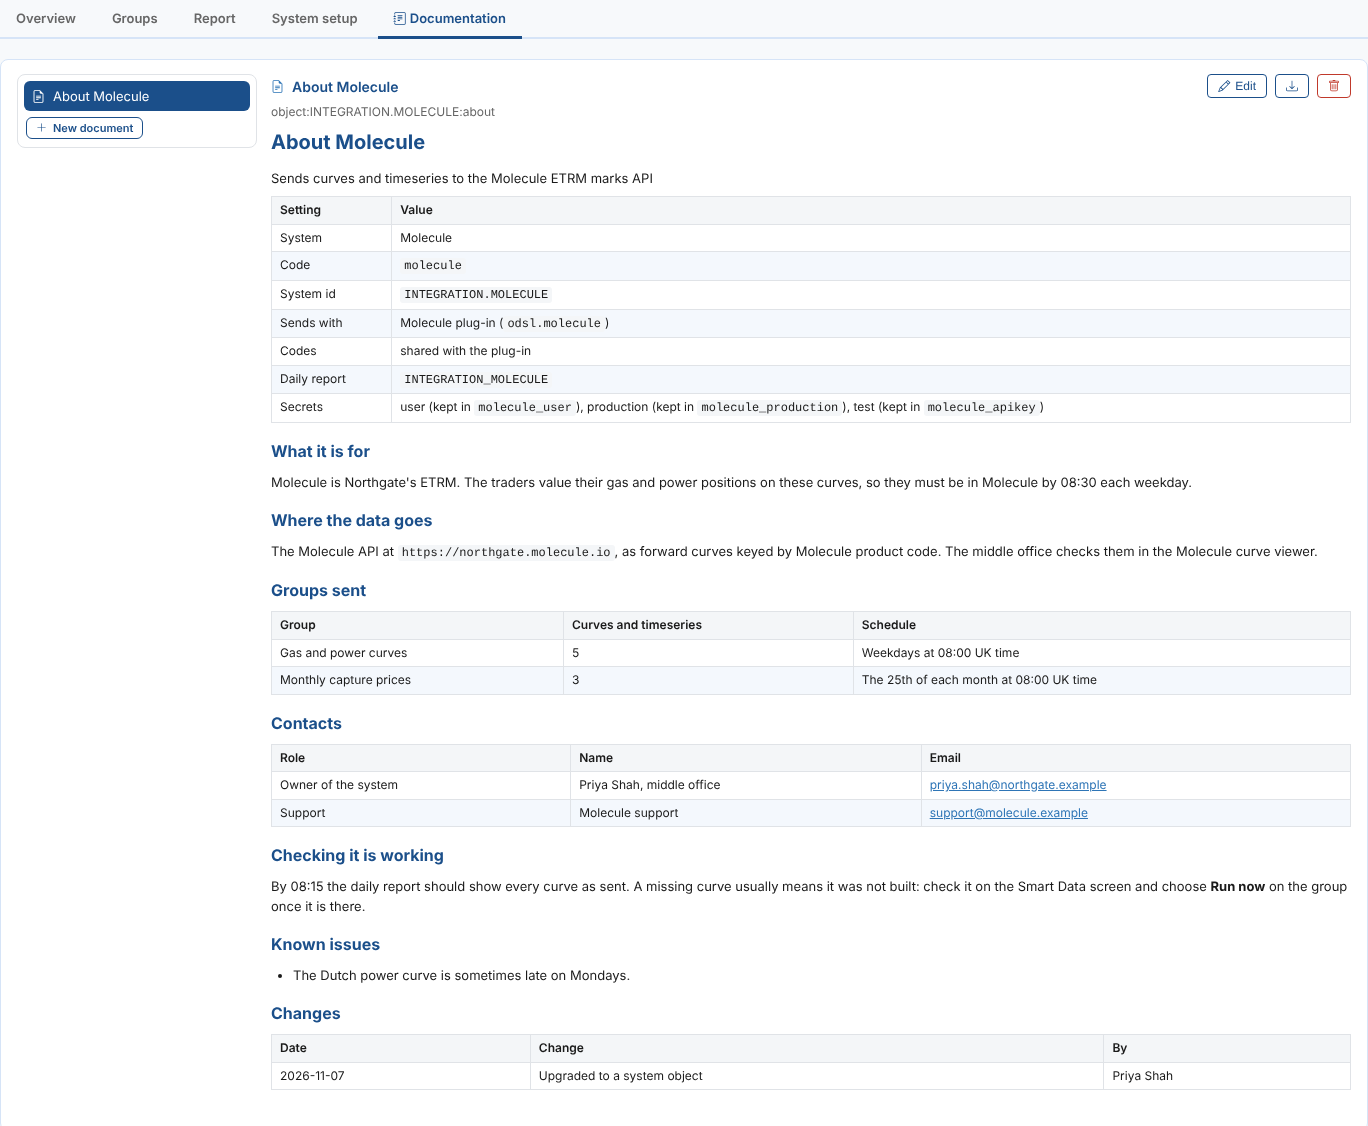 Overview Groups Report System setup Documentation
About Molecule
New document
About Molecule
Edit
object:INTEGRATION.MOLECULE:about
About Molecule
Sends curves and timeseries to the Molecule ETRM marks API
Setting Value
System Molecule
Code molecule
System id INTEGRATION.MOLECULE
Sends with Molecule plug-in ( odsl.molecule )
Codes shared with the plug-in
Daily report INTEGRATION_MOLECULE
Secrets user (kept in molecule_user ), production (kept in molecule_production ), test (kept in molecule_apikey )
What it is for
Molecule is Northgate's ETRM. The traders value their gas and power positions on these curves, so they must be in Molecule by 08:30 each weekday.
Where the data goes
The Molecule API at https://northgate.molecule.io , as forward curves keyed by Molecule product code. The middle office checks them in the Molecule curve viewer.
Groups sent
Group Curves and timeseries Schedule
Gas and power curves 5 Weekdays at 08:00 UK time
Monthly capture prices 3 The 25th of each month at 08:00 UK time
Contacts
Role Name Email
Owner of the system Priya Shah, middle office priya.shah@northgate.example
Support Molecule support support@molecule.example
Checking it is working
By 08:15 the daily report should show every curve as sent. A missing curve usually means it was not built: check it on the Smart Data screen and choose Run now on the group
once it is there.
Known issues
• The Dutch power curve is sometimes late on Mondays.
Changes
Date Change By
2026-11-07 Upgraded to a system object Priya Shah